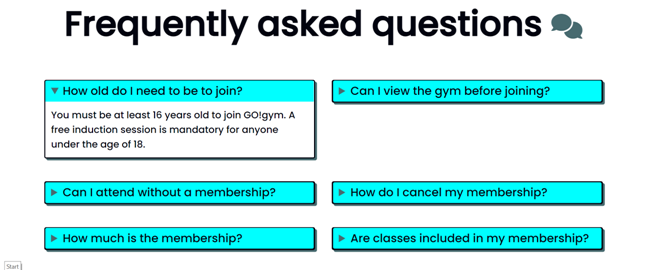 Frequently asked questions
How old do I need to be to join?
You must be at least 16 years old to join GO!gym. A
free induction session is mandatory for anyone
under the age of 18.
Can I view the gym before joining?
Can I attend without a membership?
How do I cancel my membership?
How much is the membership?
Are classes included in my membership?
Start